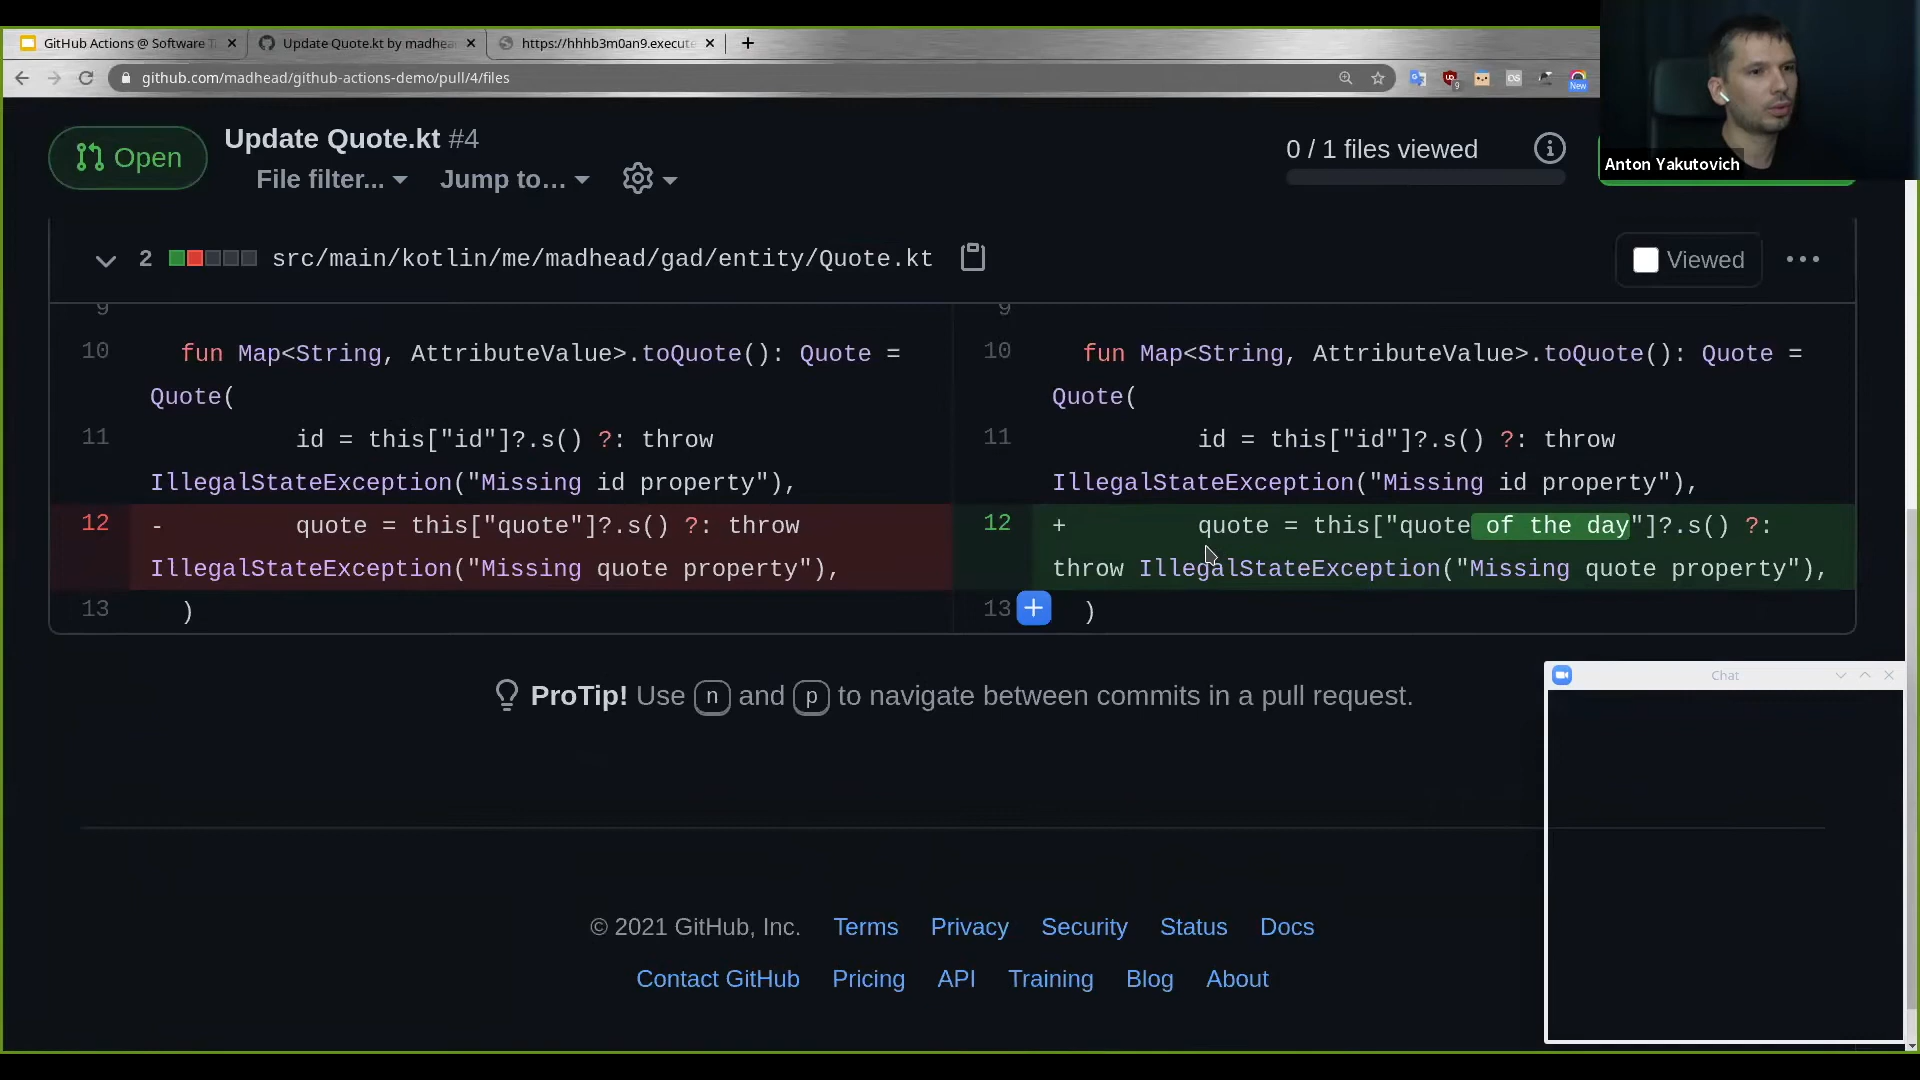 GitHub Actions @ Software T
Update Quote.kt by madhea
https://hhhb3m0an9.execute
github.com/madhead/github-actions-demo/pull/4/files
9
New
Anton Yakutovich
Open
Update Quote.kt #4
File filter...
Jump to...
0 / 1 files viewed
2
src/main/kotlin/me/madhead/gad/entity/Quote.kt
Viewed
9
10 fun Map<String, AttributeValue>.toQuote(): Quote =
Quote(
11 id = this["id"]?.s() ?: throw
IllegalStateException("Missing id property"),
12 - quote = this["quote"]?.s() ?: throw
IllegalStateException("Missing quote property"),
13 )
9
10 fun Map<String, AttributeValue>.toQuote(): Quote =
Quote(
11 id = this["id"]?.s() ?: throw
IllegalStateException("Missing id property"),
12 + quote = this["quote of the day"]?.s() ?:
throw IllegalStateException("Missing quote property"),
13 )
ProTip! Use n and p to navigate between commits in a pull request.
Chat
© 2021 GitHub, Inc. Terms Privacy Security Status Docs
Contact GitHub Pricing API Training Blog About